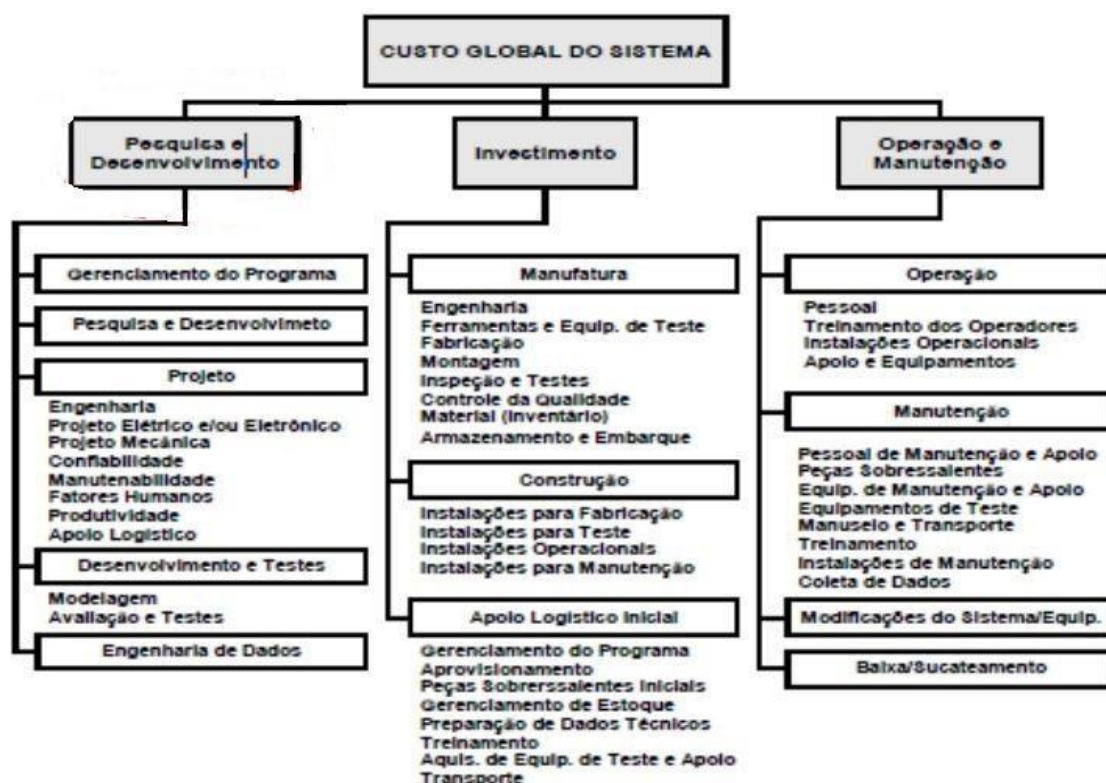 CUSTO GLOBAL DO SISTEMA
Pesquisa e
Desenvolvimento
Investimento
Operação e
Manutenção
Gerenciamento do Programa
Pesquisa e Desenvolvimeto
Projeto
Engenharia
Projeto Elétrico e/ou Eletrônico
Projeto Mecânica
Confiabilidade
Manutenabilidade
Fatores Humanos
Produtividade
Apoio Logístico
Desenvolvimento e Testes
Modelagem
Avaliação e Testes
Engenharia de Dados
Manufatura
Engenharia
Ferramentas e Equip. de Teste
Fabricação
Montagem
Inspeção e Testes
Controle da Qualidade
Material (Inventário)
Armazenamento e Embarque
Construção
Instalações para Fabricação
Instalações para Teste
Instalações Operacionais
Instalações para Manutenção
Apoio Logístico Inicial
Gerenciamento do Programa
Aprovisionamento
Peças Sobrerssalentes Iniciais
Gerenciamento de Estoque
Preparação de Dados Técnicos
Treinamento
Aquis. de Equip. de Teste e Apoio
Transporte
Operação
Pessoal
Treinamento dos Operadores
Instalações Operacionais
Apoio e Equipamentos
Manutenção
Pessoal de Manutenção e Apoio
Peças Sobressalentes
Equip. de Manutenção e Apoio
Equipamentos de Teste
Manuseio e Transporte
Treinamento
Instalações de Manutenção
Coleta de Dados
Modificações do Sistema/Equip.
Baixa/Sucateamento